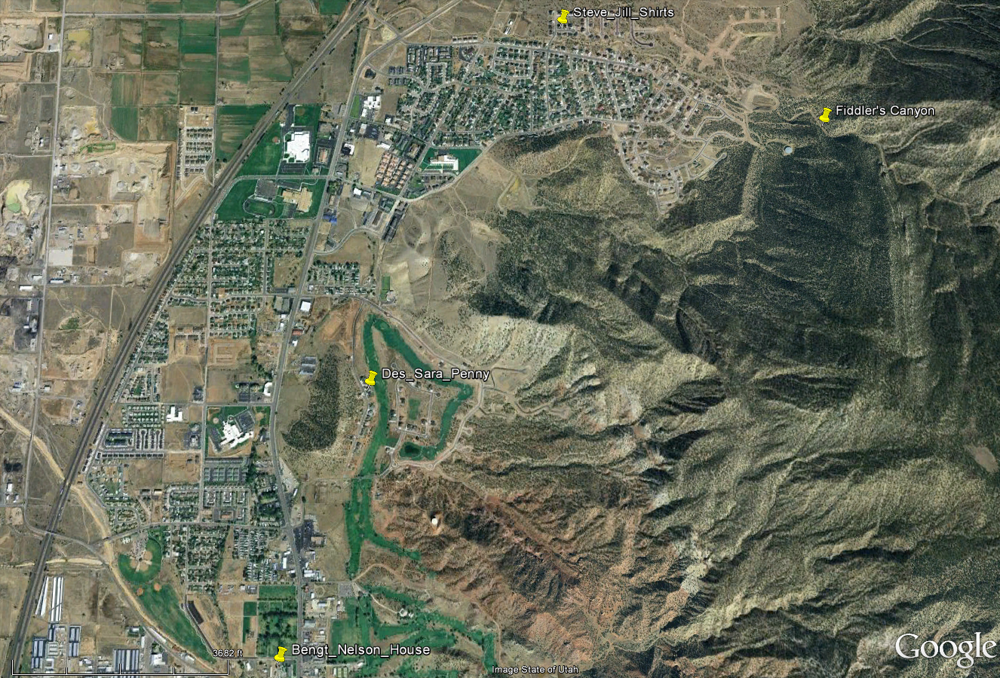 Steve_Jill_Shirts
Fiddler's Canyon
Des_Sara_Penny
Bengt_Nelson_House
3682 ft
Image State of Utah
Google